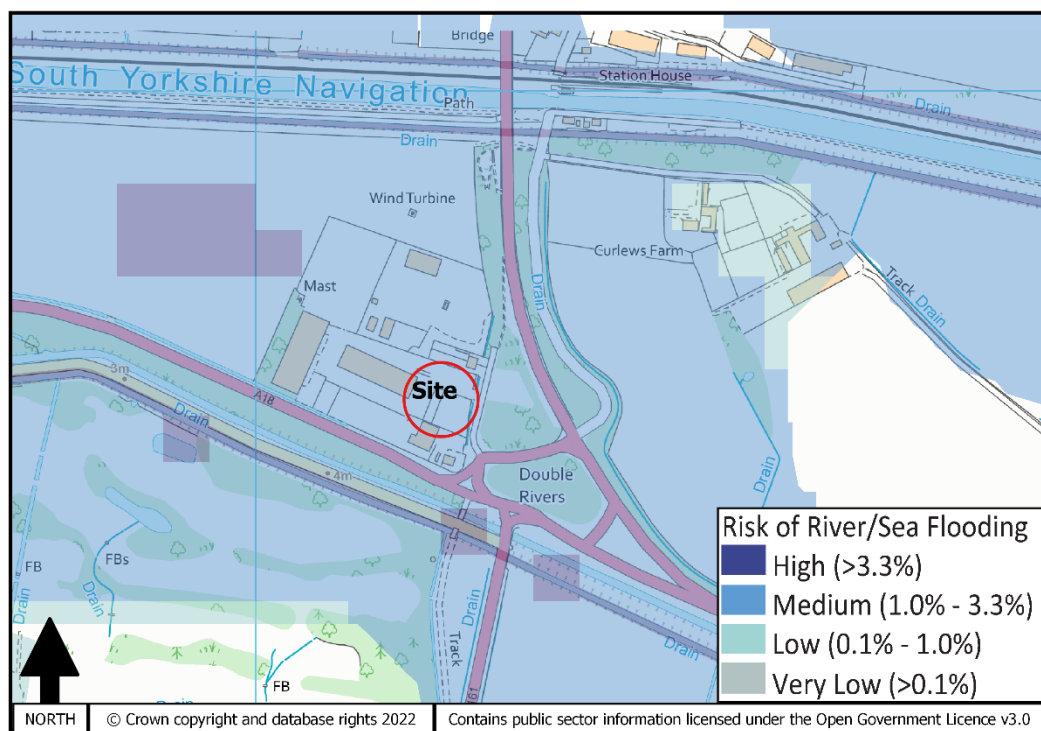 Bridge
South Yorkshire Navigation
Station House
Path
Drain
Drain
Wind Turbine
Curlews Farm
Drain
Track
Drain
Mast
3m
A18
Site
Drain
4m
Double
Rivers
Drain
FB
Drain
FBs
Track
Drain
FB
A161
Risk of River/Sea Flooding
High (>3.3%)
Medium (1.0% - 3.3%)
Low (0.1% - 1.0%)
Very Low (>0.1%)
NORTH
© Crown copyright and database rights 2022
Contains public sector information licensed under the Open Government Licence v3.0